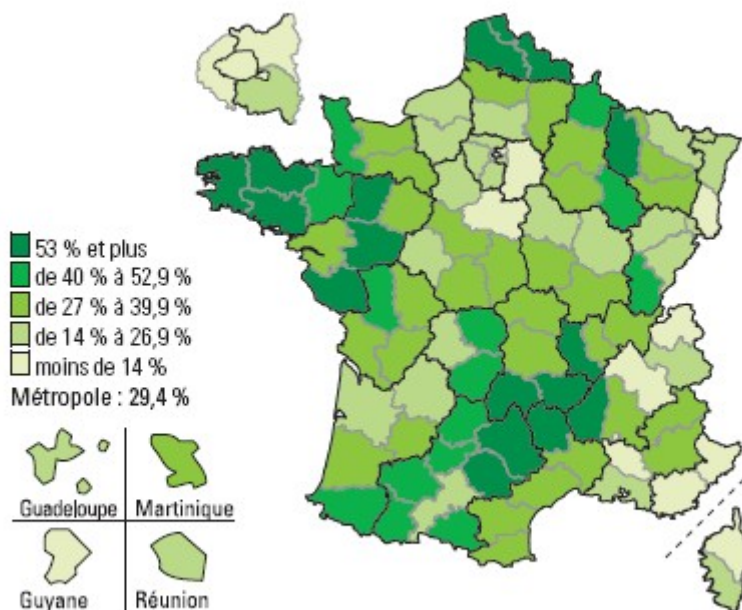 53 % et plus
de 40 % à 52,9 %
de 27 % à 39,9 %
de 14 % à 26,9 %
moins de 14 %
Métropole : 29,4 %
Guadeloupe
Martinique
Guyane
Réunion